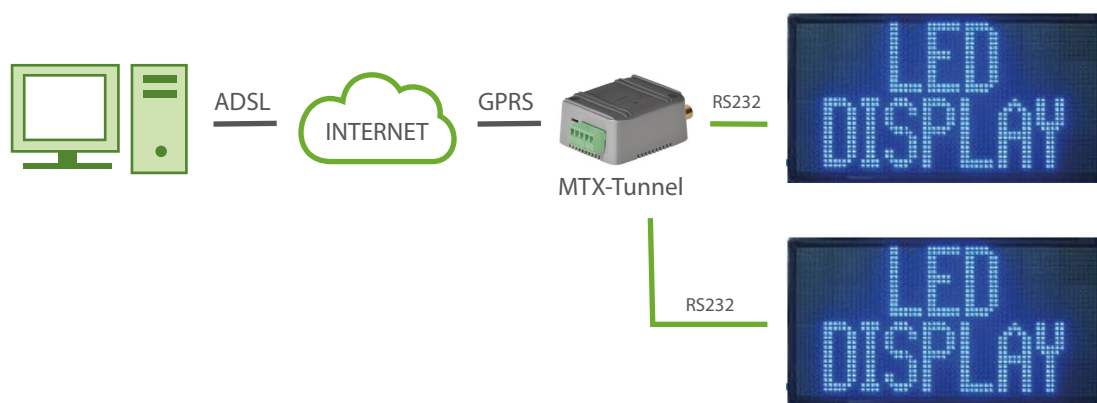 ADSL
INTERNET
GPRS
MTX-Tunnel
RS232
LED
DISPLAY
RS232
LED
DISPLAY